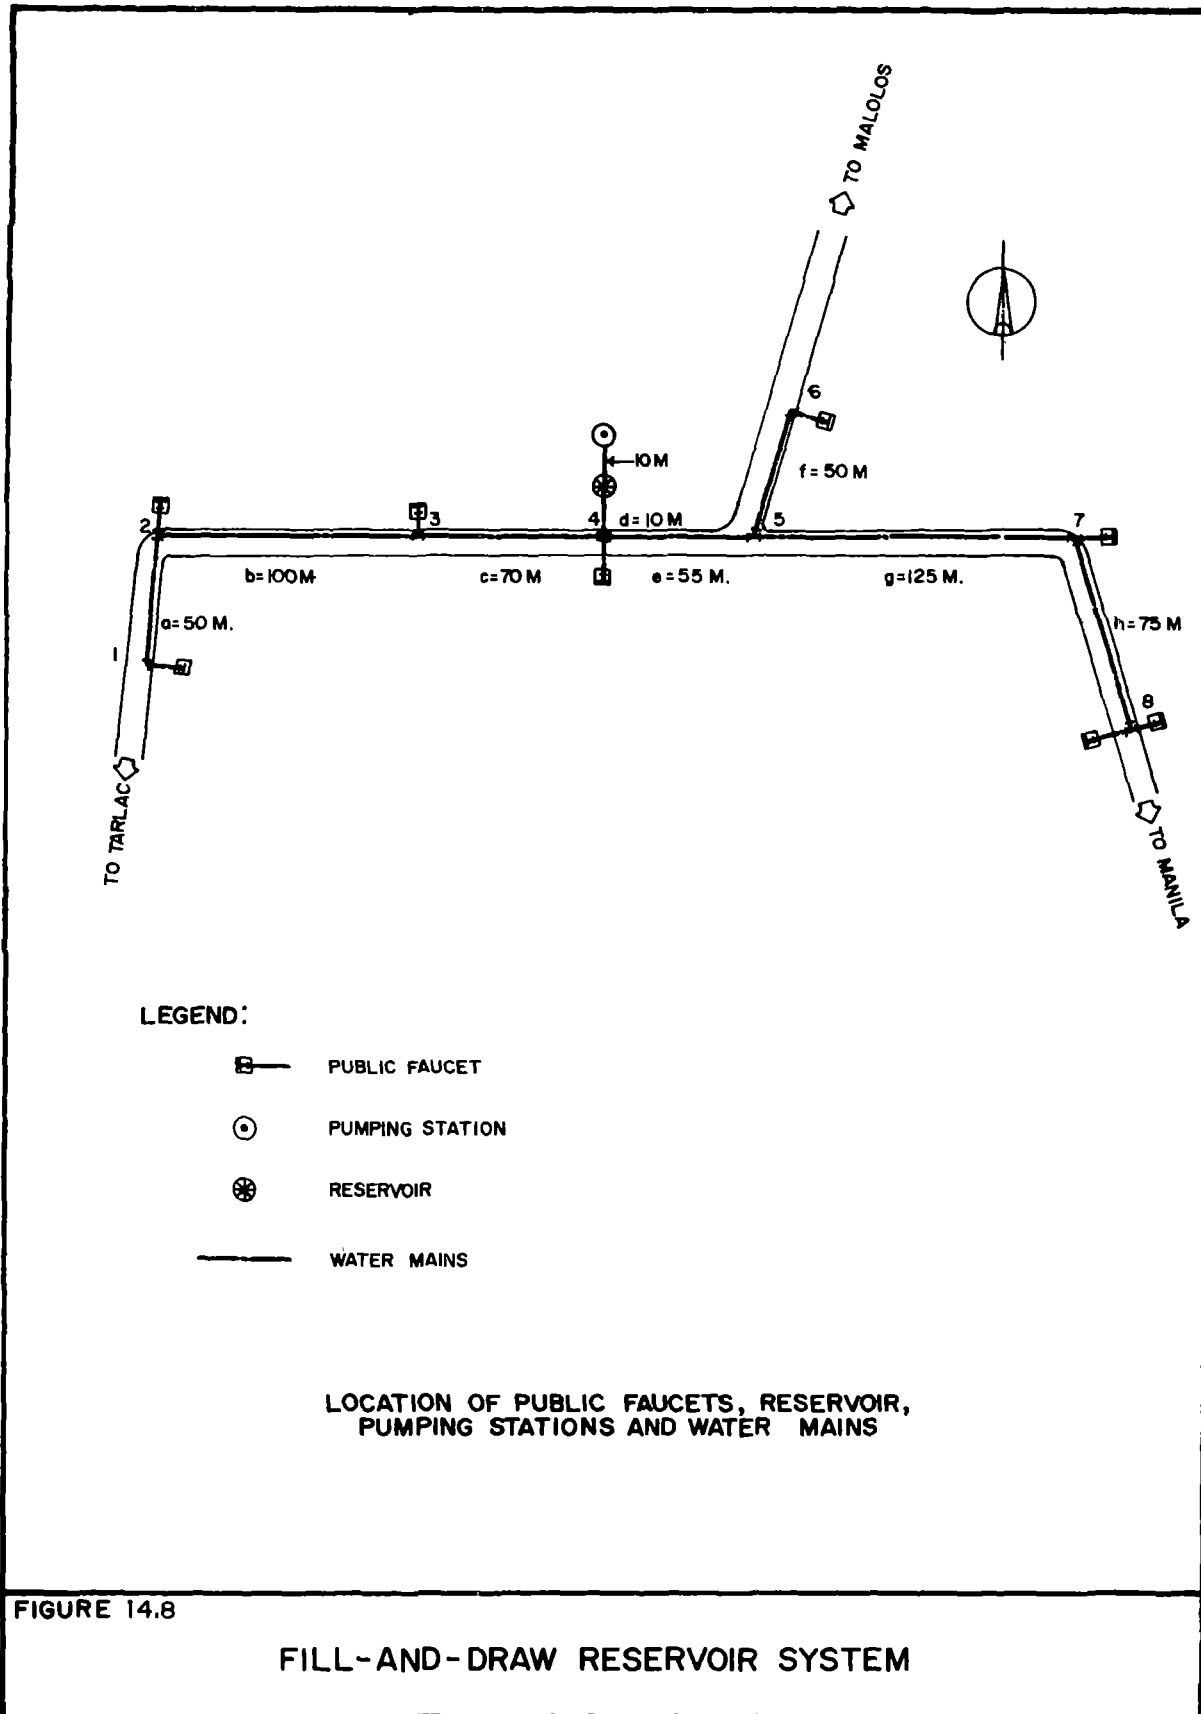 TO MALOLOS
6
10 M
f = 50 M
2
3
4
d = 10 M
5
7
b = 100 M
c = 70 M
e = 55 M.
g = 125 M.
a = 50 M.
h = 75 M
1
8
TO TARLAC
TO MANILA
LEGEND:
PUBLIC FAUCET
PUMPING STATION
RESERVOIR
WATER MAINS
LOCATION OF PUBLIC FAUCETS, RESERVOIR,
PUMPING STATIONS AND WATER MAINS
FIGURE 14.8
FILL-AND-DRAW RESERVOIR SYSTEM